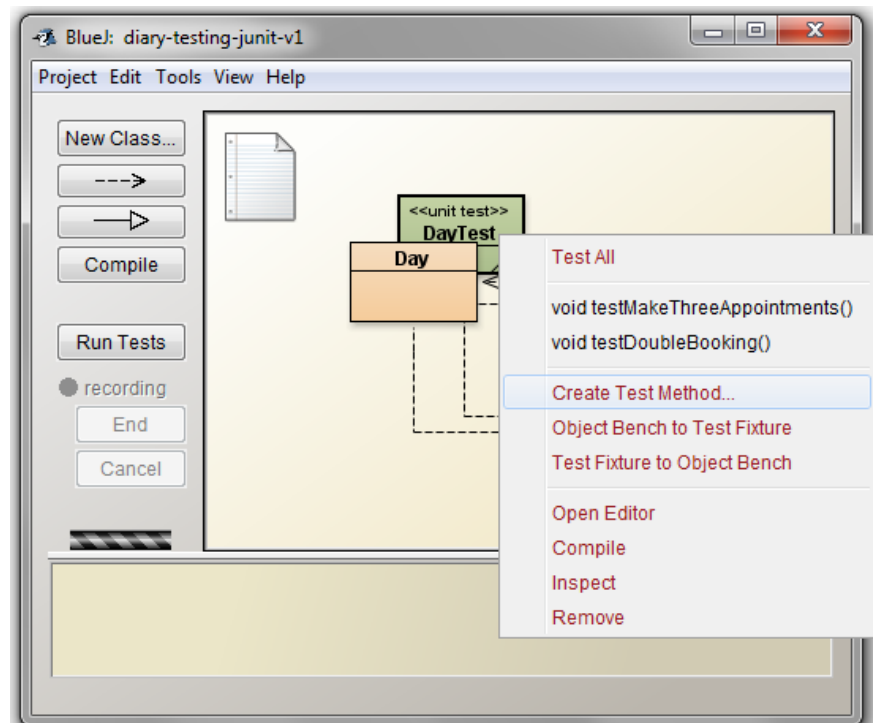 BlueJ: diary-testing-junit-v1
Project Edit Tools View Help
New Class...
Compile
Run Tests
recording
End
Cancel
<<unit test>>
DayTest
Day
Test All
void testMakeThreeAppointments()
void testDoubleBooking()
Create Test Method...
Object Bench to Test Fixture
Test Fixture to Object Bench
Open Editor
Compile
Inspect
Remove